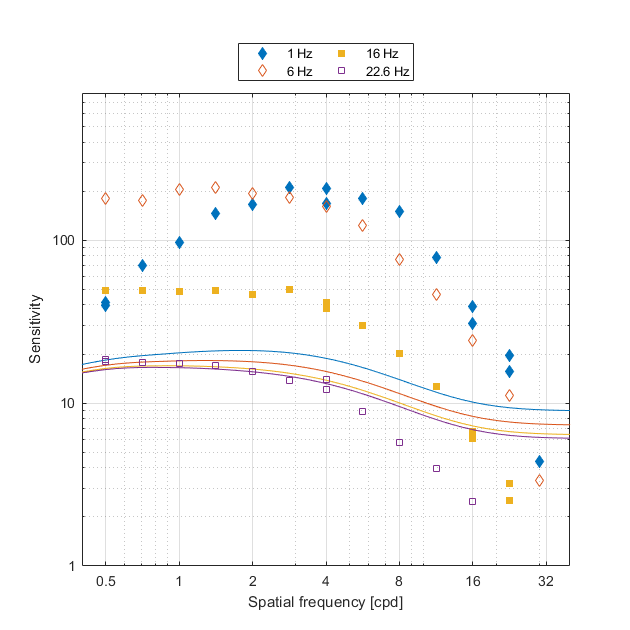 1 Hz 16 Hz
6 Hz 22.6 Hz
100
10
1
Sensitivity
0.5 1 2 4 8 16 32
Spatial frequency [cpd]